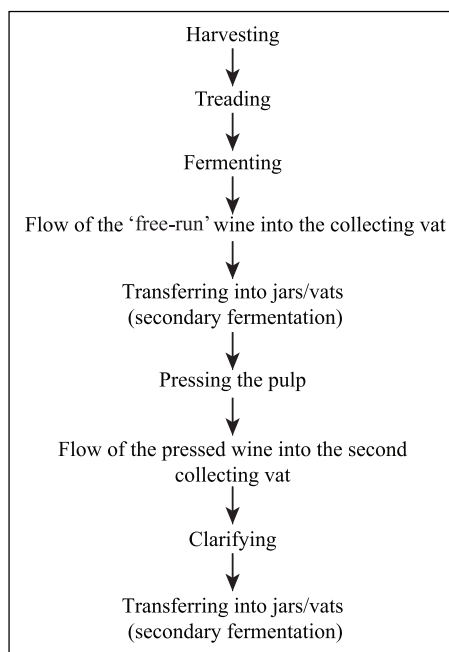 Harvesting
Treading
Fermenting
Flow of the ‘free-run’ wine into the collecting vat
Transferring into jars/vats
(secondary fermentation)
Pressing the pulp
Flow of the pressed wine into the second
collecting vat
Clarifying
Transferring into jars/vats
(secondary fermentation)